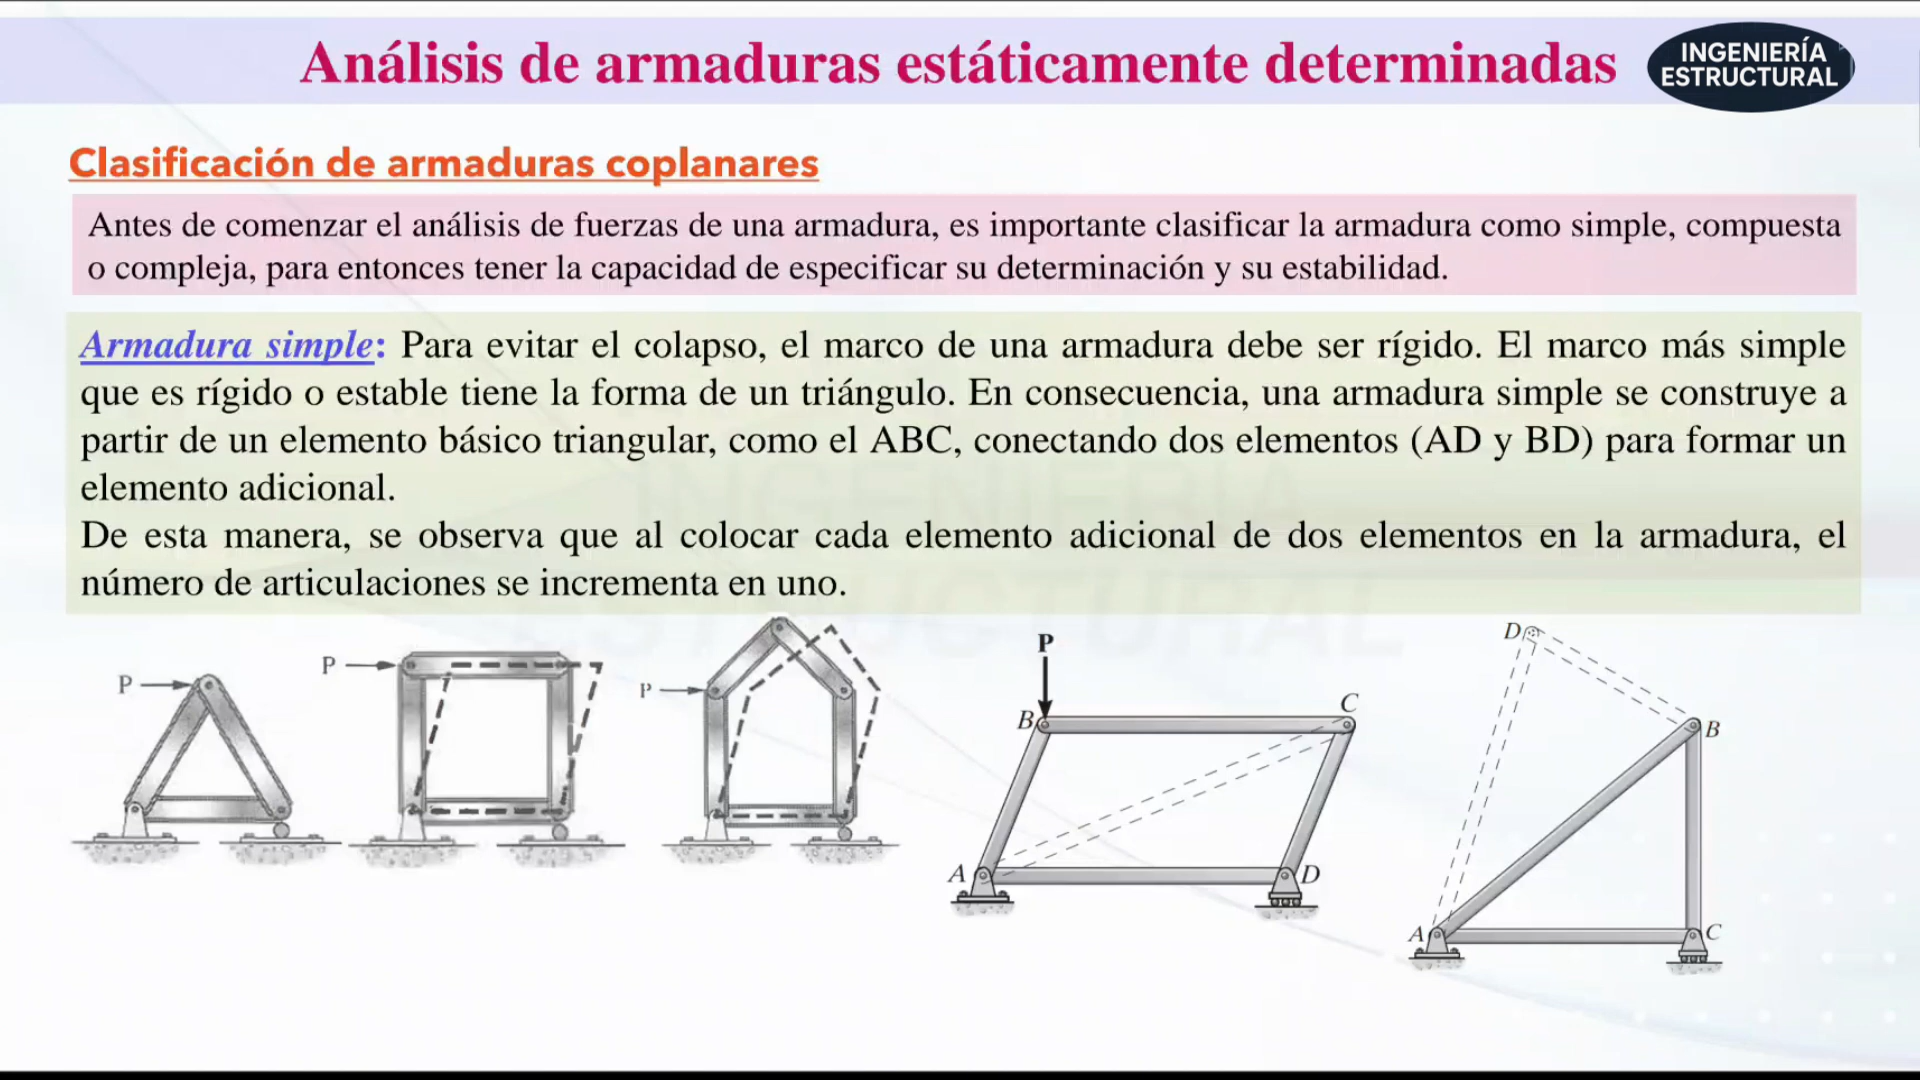 Análisis de armaduras estáticamente determinadas
INGENIERÍA
ESTRUCTURAL
Clasificación de armaduras coplanares
Antes de comenzar el análisis de fuerzas de una armadura, es importante clasificar la armadura como simple, compuesta
o compleja, para entonces tener la capacidad de especificar su determinación y su estabilidad.
Armadura simple: Para evitar el colapso, el marco de una armadura debe ser rígido. El marco más simple
que es rígido o estable tiene la forma de un triángulo. En consecuencia, una armadura simple se construye a
partir de un elemento básico triangular, como el ABC, conectando dos elementos (AD y BD) para formar un
elemento adicional.
De esta manera, se observa que al colocar cada elemento adicional de dos elementos en la armadura, el
número de articulaciones se incrementa en uno.
INGENIERÍA
ESTRUCTURAL
P
P
P
P
B
C
A
D
D
B
A
C